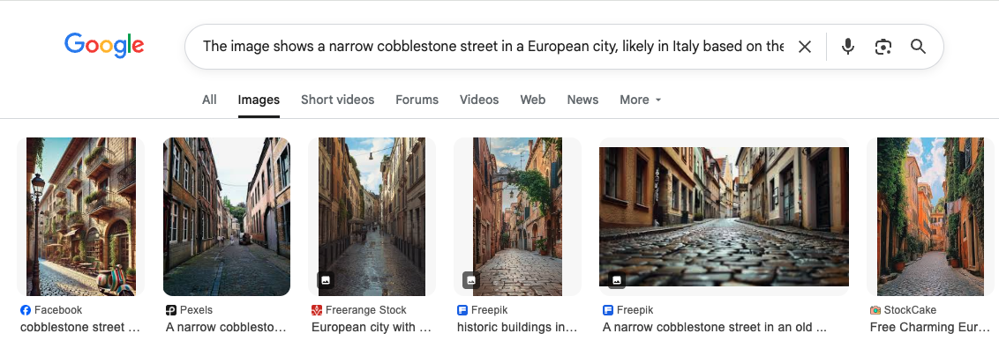 Google
The image shows a narrow cobblestone street in a European city, likely in Italy based on the
All Images Short videos Forums Videos Web News More
Facebook Pexels Freerange Stock Freepik Freepik StockCake
cobblestone street ... A narrow cobblesto... European city with ... historic buildings in... A narrow cobblestone street in an old ... Free Charming Eur...